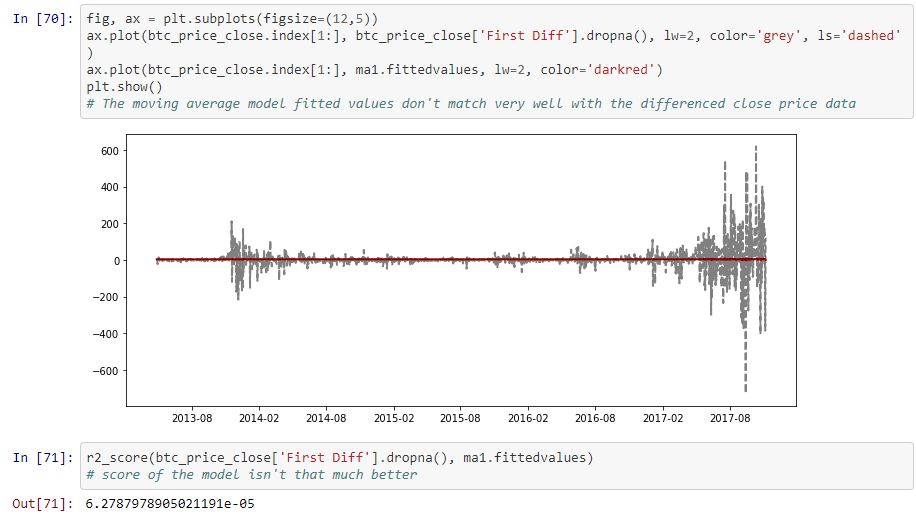 In [70]: fig, ax = plt.subplots(figsize=(12,5))
ax.plot(btc_price_close.index[1:], btc_price_close['First Diff'].dropna(), lw=2, color='grey', ls='dashed'
)
ax.plot(btc_price_close.index[1:], ma1.fittedvalues, lw=2, color='darkred')
plt.show()
# The moving average model fitted values don't match very well with the differenced close price data
600
400
200
0
−200
−400
−600
2013-08 2014-02 2014-08 2015-02 2015-08 2016-02 2016-08 2017-02 2017-08
In [71]: r2_score(btc_price_close['First Diff'].dropna(), ma1.fittedvalues)
# score of the model isn't that much better
Out[71]: 6.2787978905021191e-05